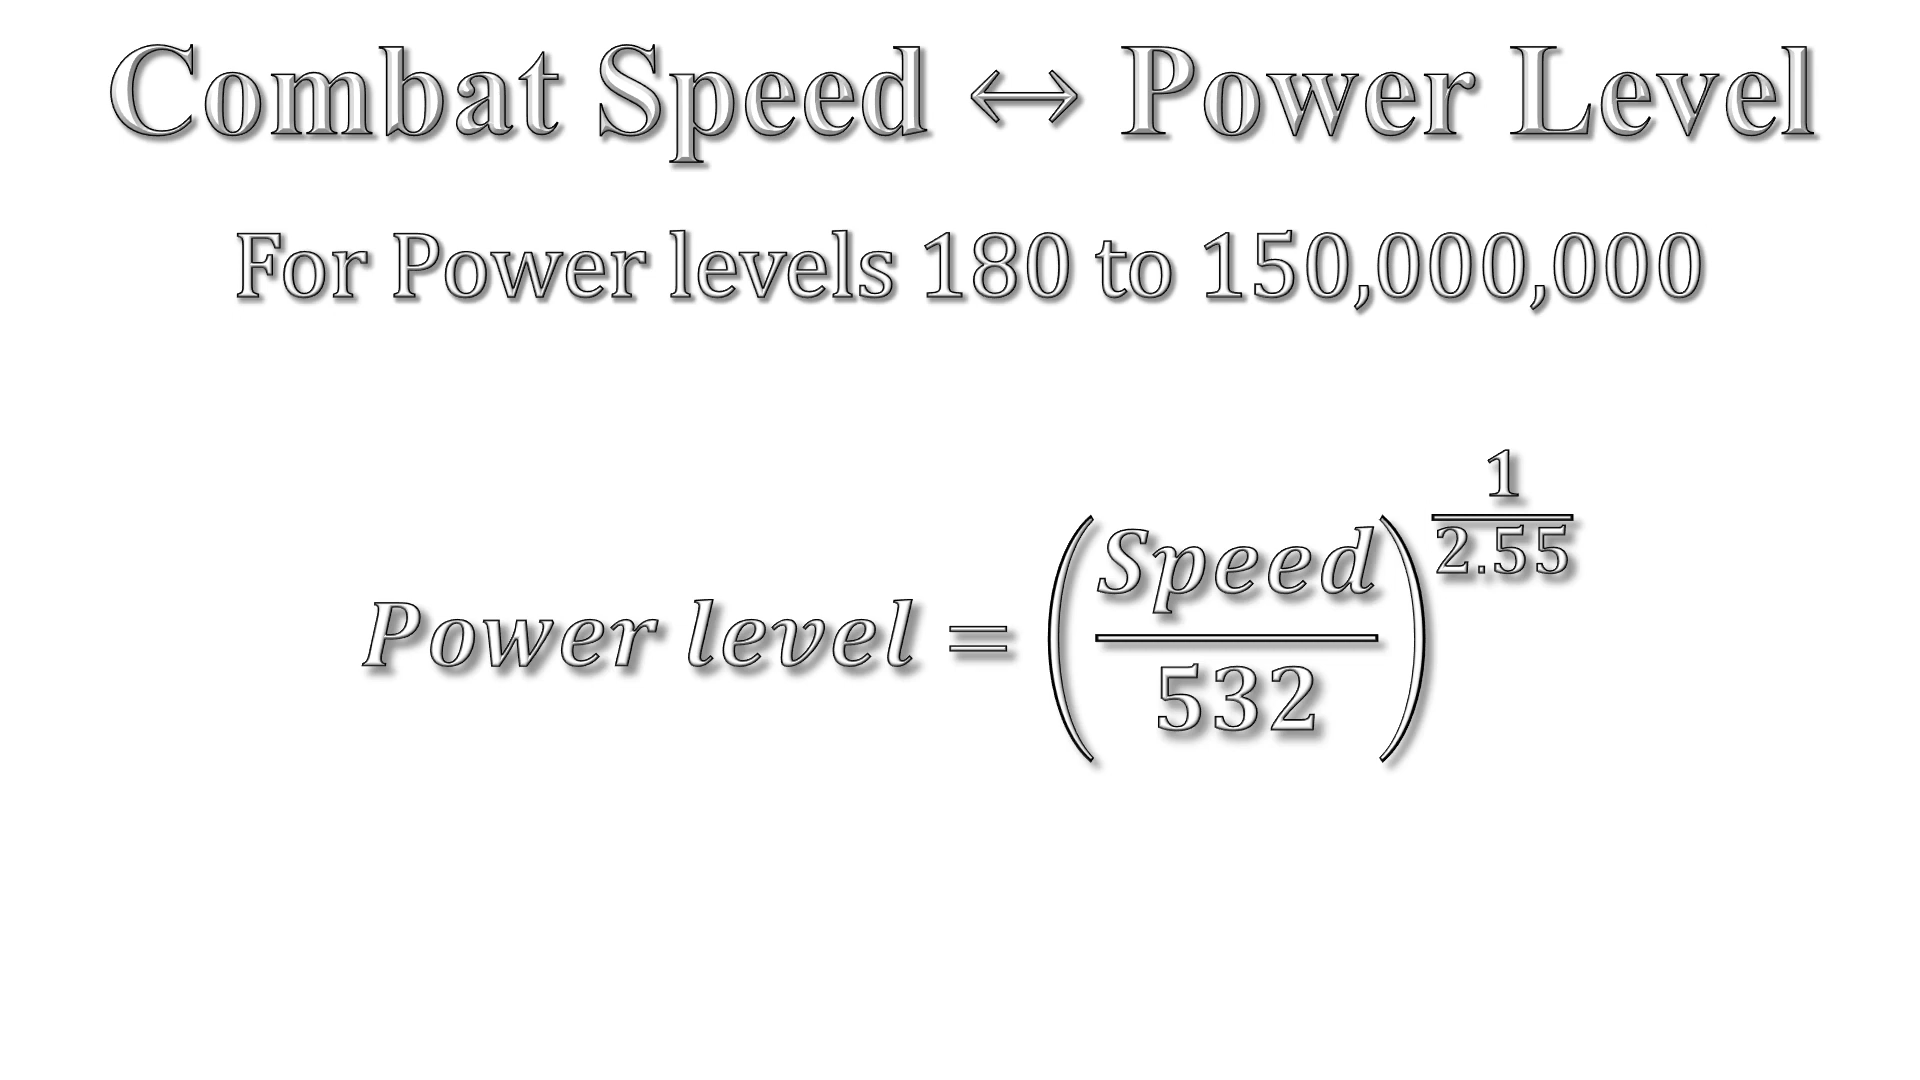 Combat Speed ↔ Power Level
For Power levels 180 to 150,000,000
Power level = (Speed/532)^(1/2.55)